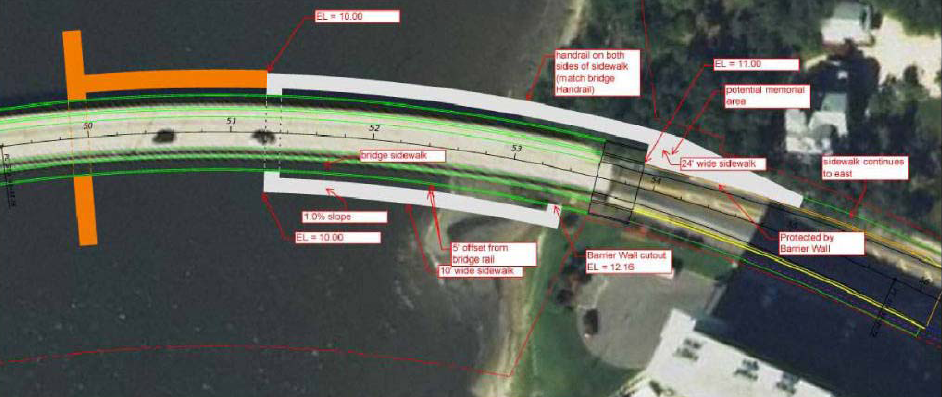 EL = 10.00
handrail on both
sides of sidewalk
(match bridge
Handrail)
EL = 11.00
potential memorial
area
50
51
52
53
bridge sidewalk
24' wide sidewalk
sidewalk continues
to east
1.0% slope
EL = 10.00
5' offset from
bridge rail
10' wide sidewalk
Barrier Wall cutout
EL = 12.16
Protected by
Barrier Wall